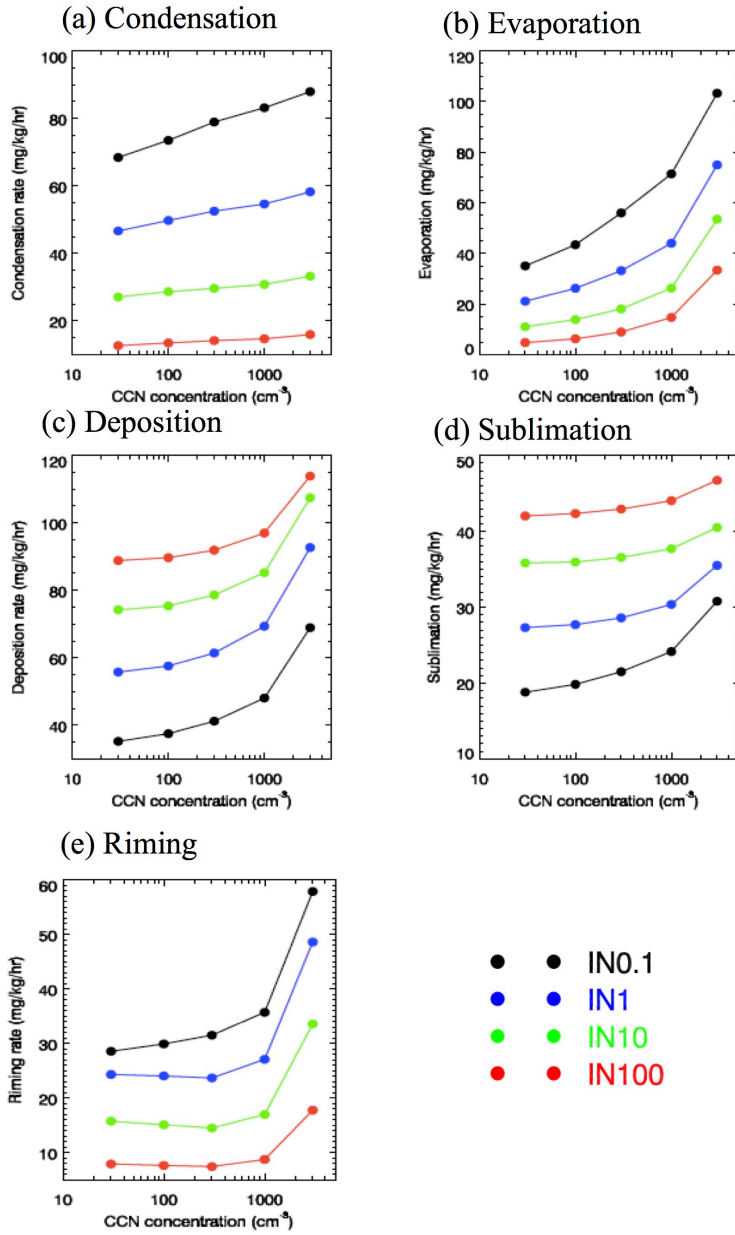 (a) Condensation
100
80
60
40
20
10 100 1000
Condensation rate (mg/kg/hr)
CCN concentration (cm⁻³)
(b) Evaporation
120
100
80
60
40
20
0
10 100 1000
Evaporation (mg/kg/hr)
CCN concentration (cm⁻³)
(c) Deposition
120
100
80
60
40
10 100 1000
Deposition rate (mg/kg/hr)
CCN concentration (cm⁻³)
(d) Sublimation
50
40
30
20
10
10 100 1000
Sublimation (mg/kg/hr)
CCN concentration (cm⁻³)
(e) Riming
60
50
40
30
20
10
10 100 1000
Riming rate (mg/kg/hr)
CCN concentration (cm⁻³)
IN0.1
IN1
IN10
IN100